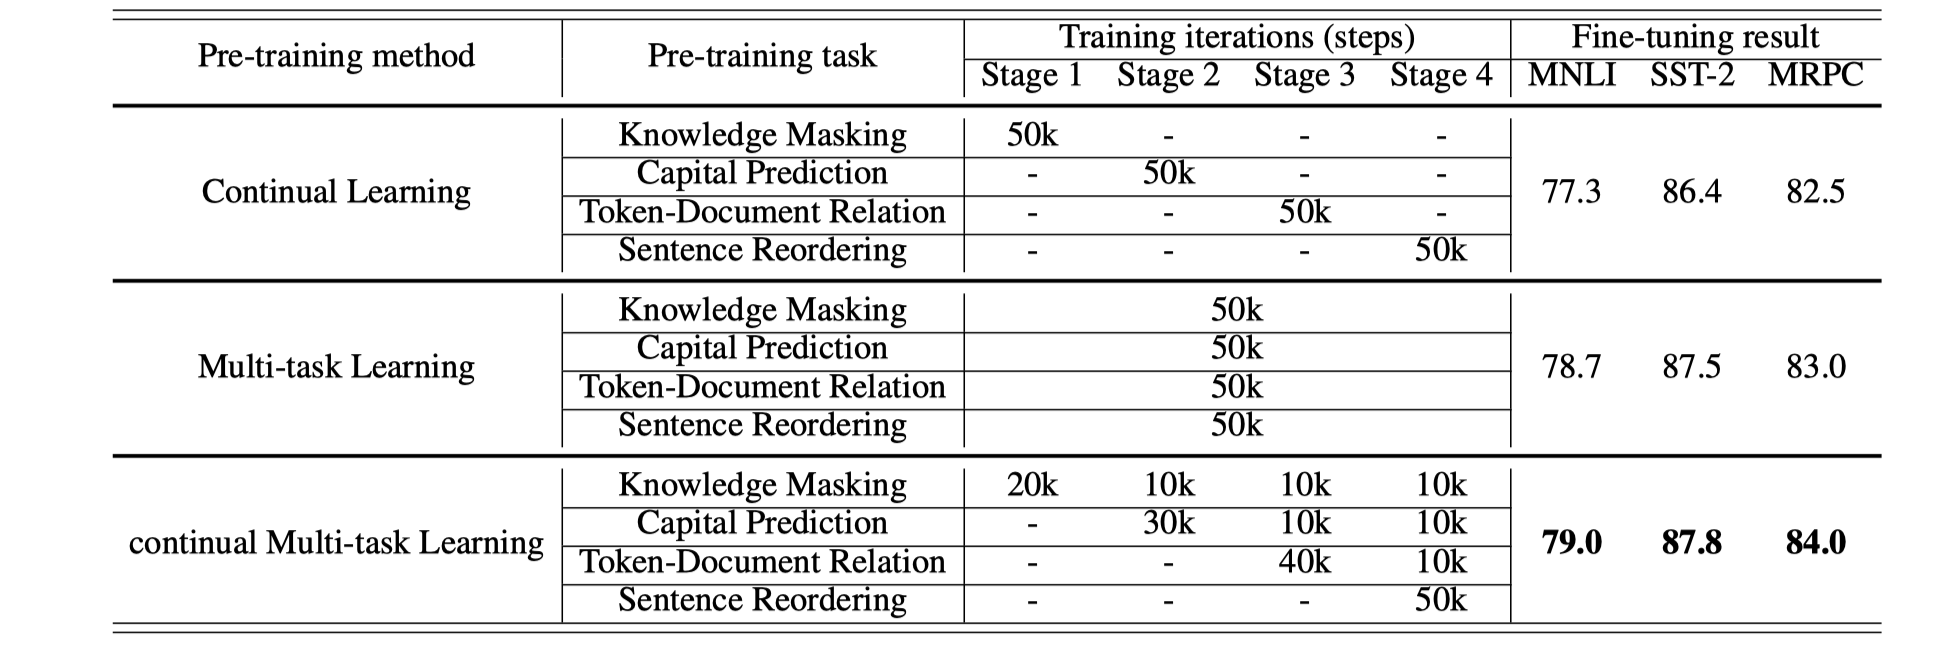 Pre-training method Pre-training task Training iterations (steps) Fine-tuning result
Stage 1 Stage 2 Stage 3 Stage 4 MNLI SST-2 MRPC
Continual Learning Knowledge Masking 50k - - - 77.3 86.4 82.5
Capital Prediction - 50k - -
Token-Document Relation - - 50k -
Sentence Reordering - - - 50k
Multi-task Learning Knowledge Masking 50k 78.7 87.5 83.0
Capital Prediction 50k
Token-Document Relation 50k
Sentence Reordering 50k
continual Multi-task Learning Knowledge Masking 20k 10k 10k 10k 79.0 87.8 84.0
Capital Prediction - 30k 10k 10k
Token-Document Relation - - 40k 10k
Sentence Reordering - - - 50k